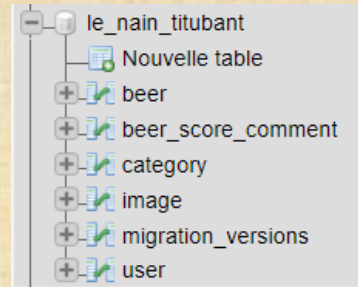 le_nain_titubant
Nouvelle table
beer
beer_score_comment
category
image
migration_versions
user